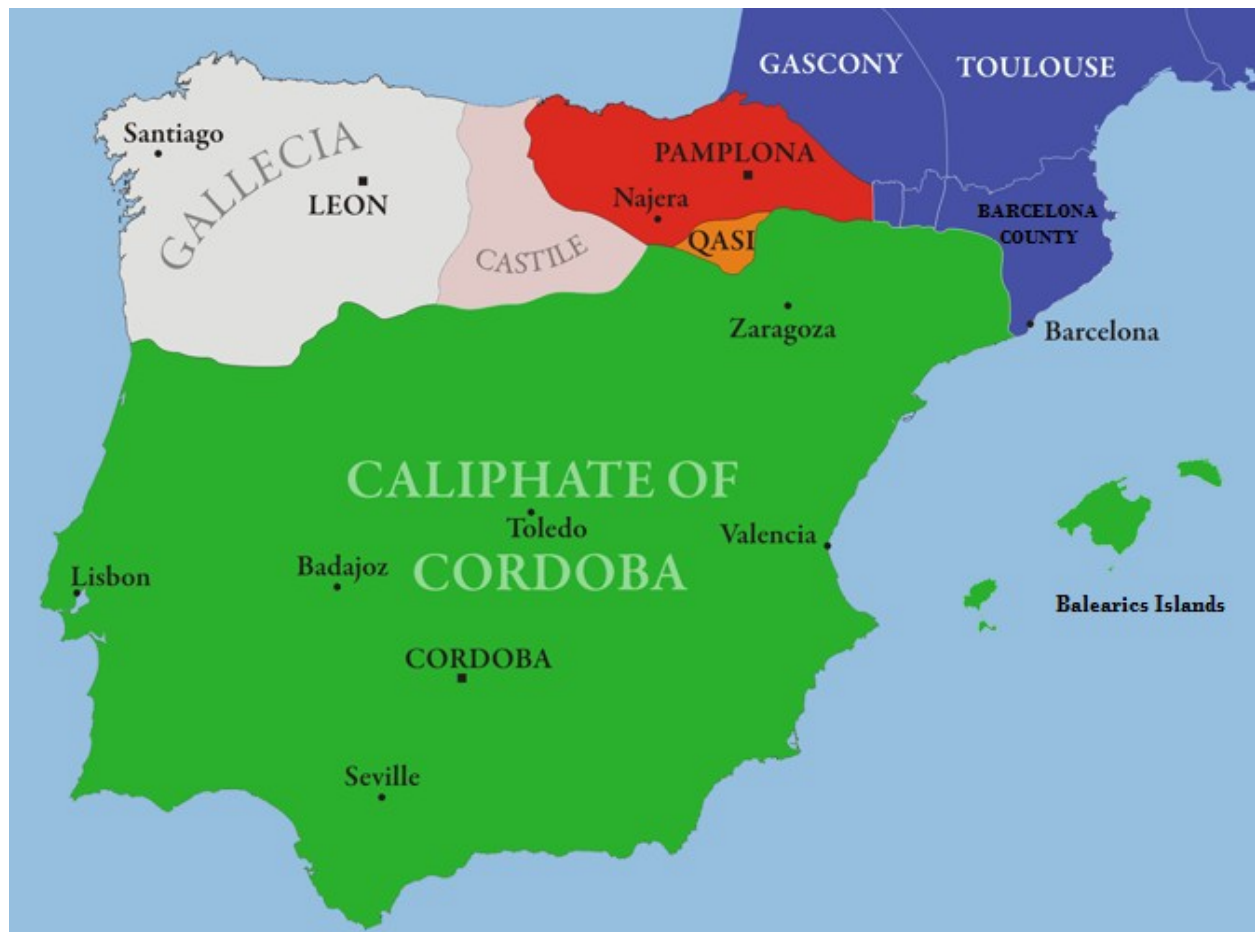 GASCONY
TOULOUSE
Santiago
GALLECIA
LEON
PAMPLONA
Najera
CASTILE
QASI
BARCELONA
COUNTY
Zaragoza
Barcelona
CALIPHATE OF
Toledo
CORDOBA
Valencia
Badajoz
Lisbon
Balearics Islands
CORDOBA
Seville